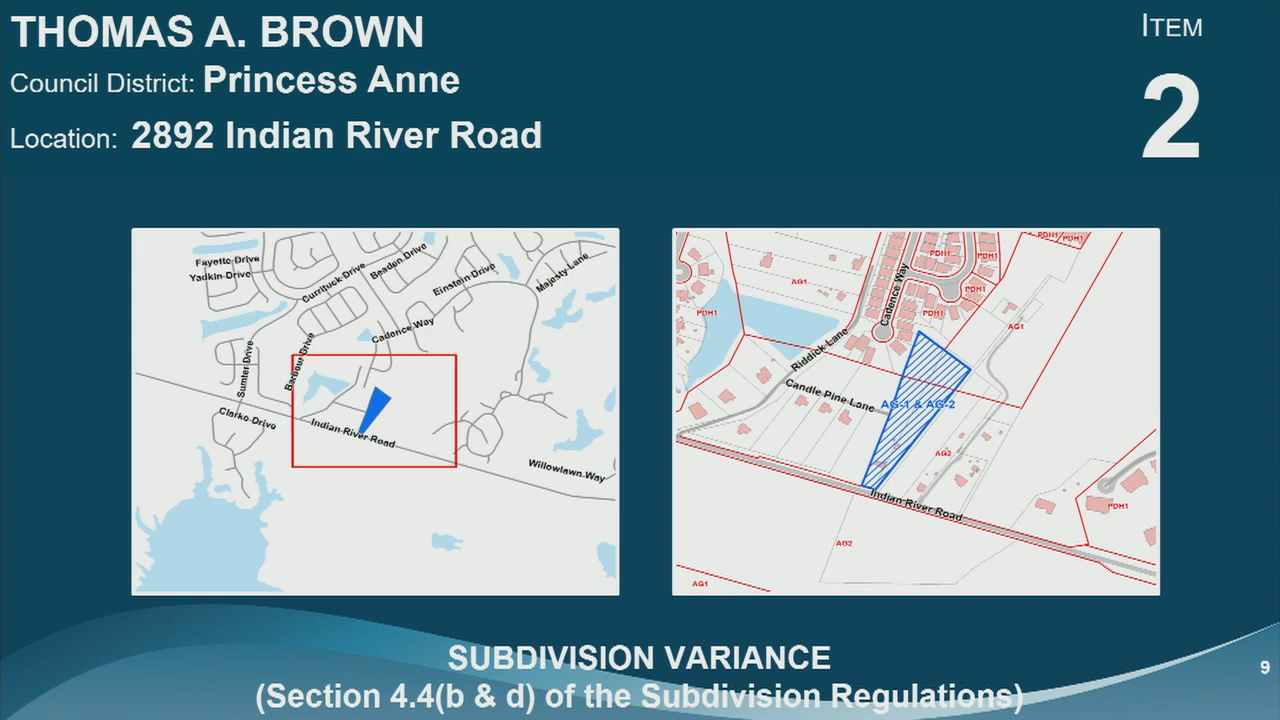 THOMAS A. BROWN
Council District: Princess Anne
Location: 2892 Indian River Road
ITEM
2
Fayette Drive
Yadkin Drive
Currituck Drive
Beaden Drive
Einstein Drive
Majesty Lane
Cadence Way
Sumter Drive
Barbour Drive
Clarke Drive
Indian River Road
Willowlawn Way
PDH1
PDH1
AG1
PDH1
PDH1
PDH1
PDH1
PDH1
Cadence Way
AG1
Riddick Lane
Candle Pine Lane
AG-1 & AG-2
AG2
Indian River Road
PDH1
AG2
AG1
SUBDIVISION VARIANCE
(Section 4.4(b & d) of the Subdivision Regulations)
9